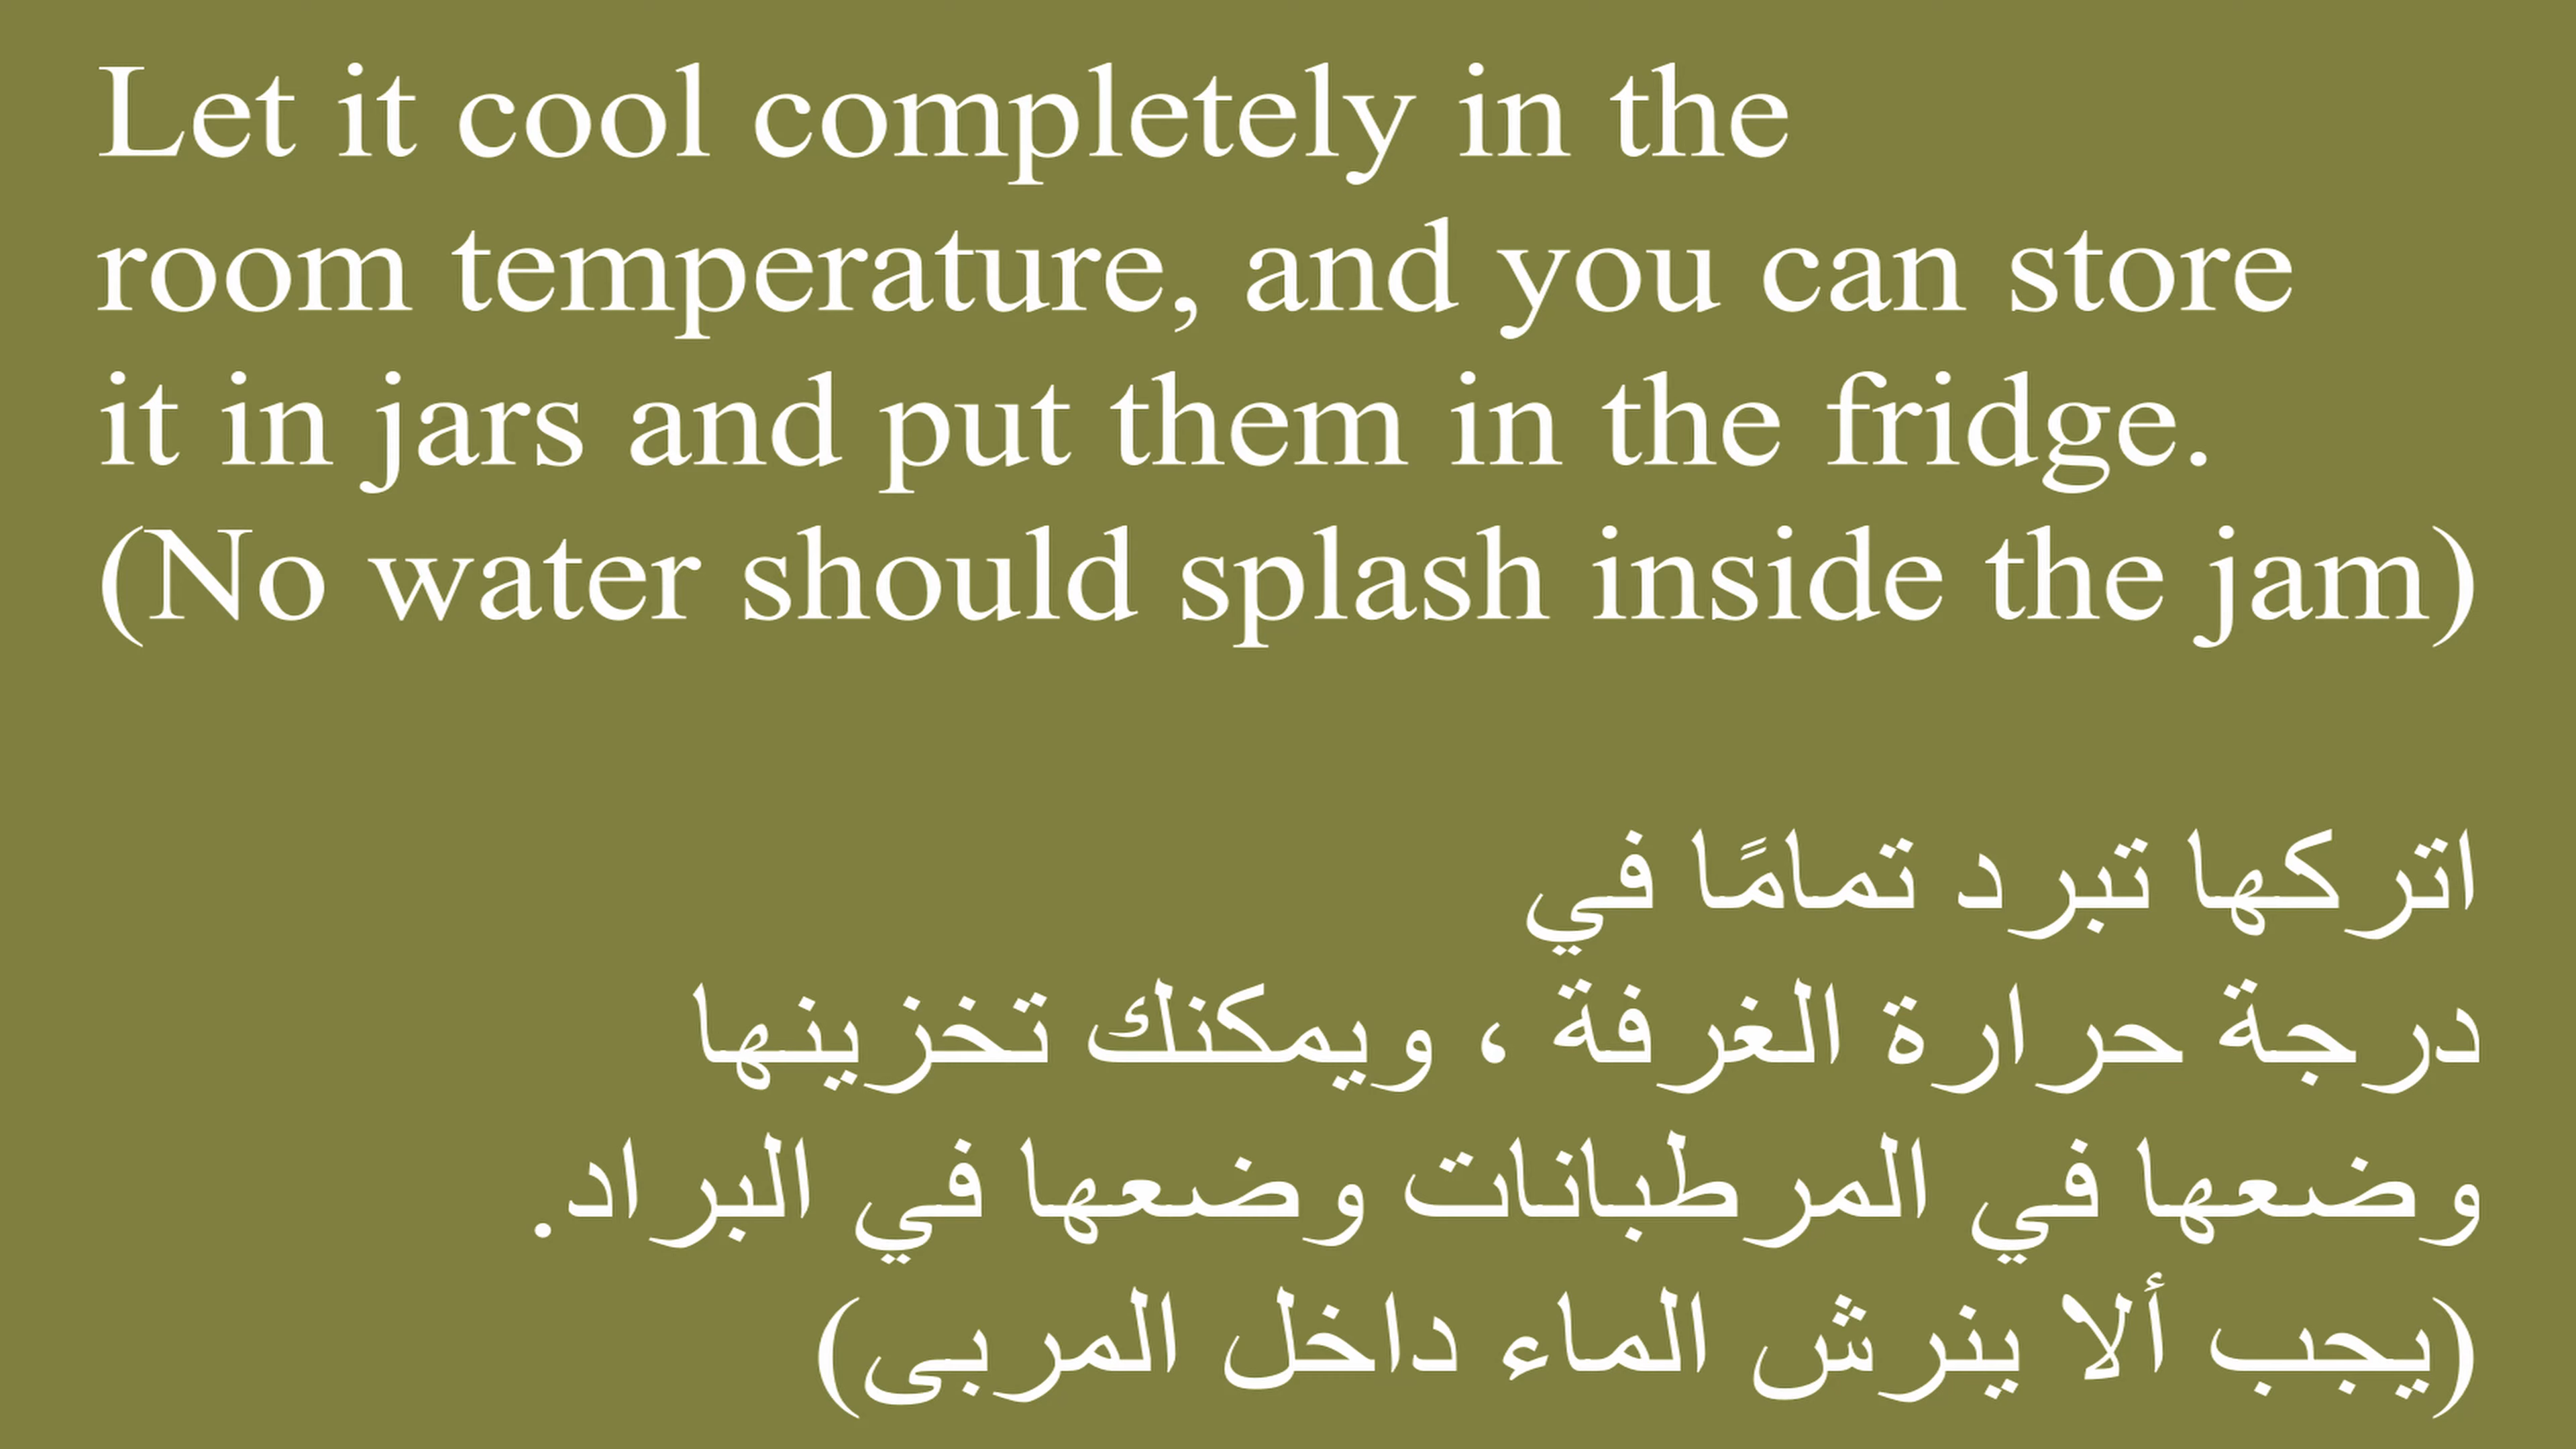 Let it cool completely in the
room temperature, and you can store
it in jars and put them in the fridge.
(No water should splash inside the jam)
اتركها تبرد تمامًا في
درجة حرارة الغرفة ، ويمكنك تخزينها
وضعها في المرطبانات وضعها في البراد.
(يجب ألا ينرش الماء داخل المربى)